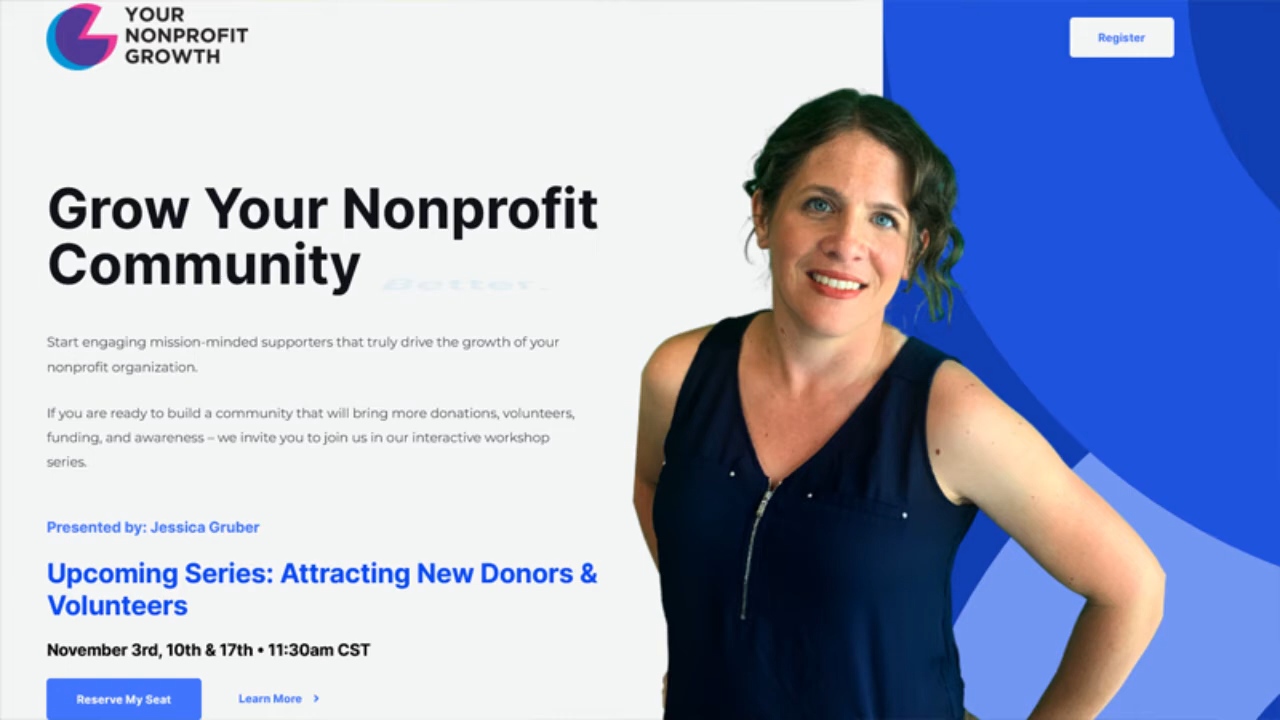 YOUR
NONPROFIT
GROWTH
Register
Grow Your Nonprofit
Community
Better.
Start engaging mission-minded supporters that truly drive the growth of your
nonprofit organization.
If you are ready to build a community that will bring more donations, volunteers,
funding, and awareness – we invite you to join us in our interactive workshop
series.
Presented by: Jessica Gruber
Upcoming Series: Attracting New Donors &
Volunteers
November 3rd, 10th & 17th • 11:30am CST
Reserve My Seat
Learn More